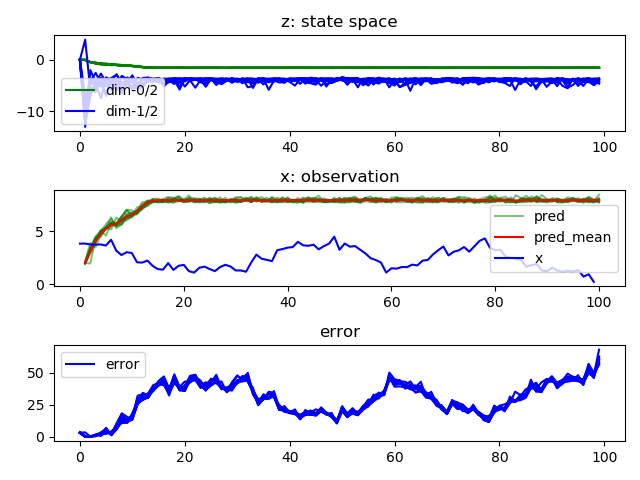 z: state space
0
−10
dim-0/2
dim-1/2
0 20 40 60 80 100
x: observation
5
0
pred
pred_mean
x
0 20 40 60 80 100
error
50
25
0
error
0 20 40 60 80 100